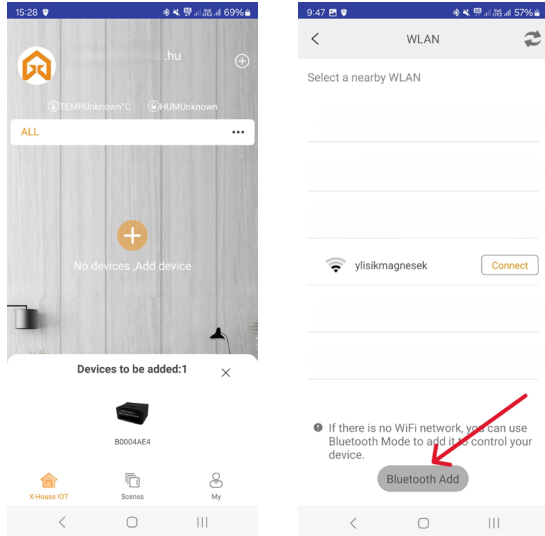 15:28
69%
.hu
TEMPUnknown°C HUMUnknown
ALL
No devices ,Add device
Devices to be added:1
B0004AE4
X-House IOT Scenes My
9:47
57%
WLAN
Select a nearby WLAN
ylisikmagnesek Connect
If there is no WiFi network, you can use
Bluetooth Mode to add it to control your
device.
Bluetooth Add